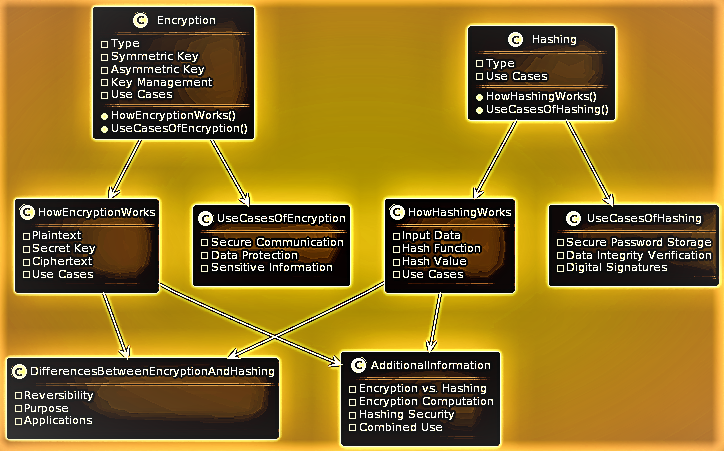 C Encryption
Type
Symmetric Key
Asymmetric Key
Key Management
Use Cases
HowEncryptionWorks()
UseCasesOfEncryption()
C Hashing
Type
Use Cases
HowHashingWorks()
UseCasesOfHashing()
C HowEncryptionWorks
Plaintext
Secret Key
Ciphertext
Use Cases
C UseCasesOfEncryption
Secure Communication
Data Protection
Sensitive Information
C HowHashingWorks
Input Data
Hash Function
Hash Value
Use Cases
C UseCasesOfHashing
Secure Password Storage
Data Integrity Verification
Digital Signatures
C DifferencesBetweenEncryptionAndHashing
Reversibility
Purpose
Applications
C AdditionalInformation
Encryption vs. Hashing
Encryption Computation
Hashing Security
Combined Use